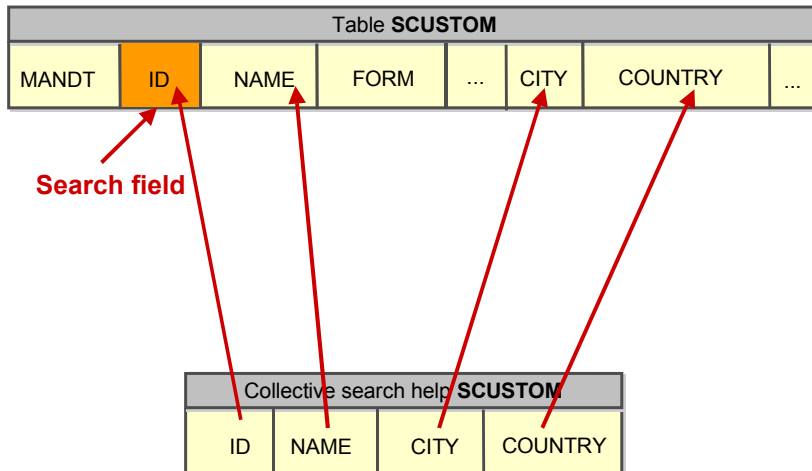 Table SCUSTOM
MANDT ID NAME FORM ... CITY COUNTRY ...
Search field
Collective search help SCUSTOM
ID NAME CITY COUNTRY